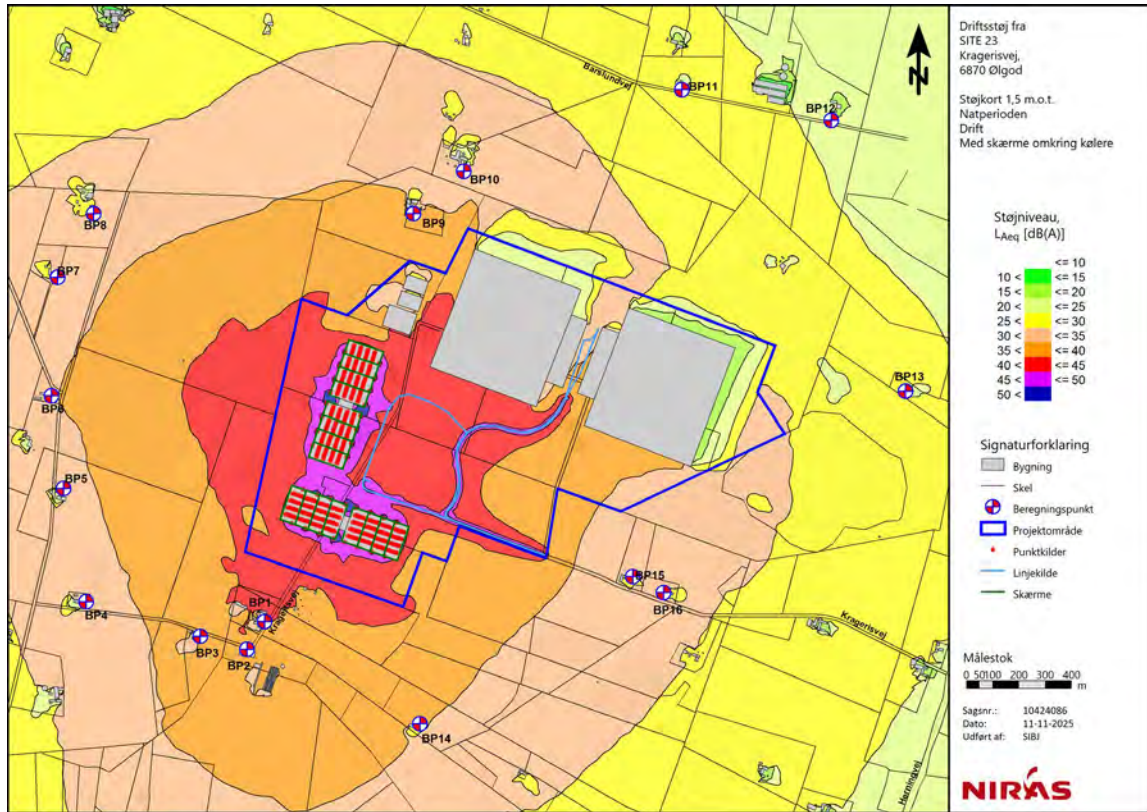 Driftsstøj fra
SITE 23
Kragerisvej,
6870 Ølgod
Støjkort 1,5 m.o.t.
Natperioden
Drift
Med skærme omkring kølere
N
Støjniveau,
LAeq [dB(A)]
<= 10
10 < <= 15
15 < <= 20
20 < <= 25
25 < <= 30
30 < <= 35
35 < <= 40
40 < <= 45
45 < <= 50
50 <
Signaturforklaring
Bygning
Skel
Beregningspunkt
Projektområde
Punktkilder
Linjekilde
Skærme
Målestok
0 50 100 200 300 400
m
Sagsnr.: 10424086
Dato: 11-11-2025
Udført af: SIBJ
NIRAS
Barslundvej
BP11
BP12
BP10
BP9
BP8
BP7
BP13
BP6
BP5
BP15
BP16
BP4
BP1
Kragerisvej
Kragerisvej
BP3
BP2
BP14
Herningvej